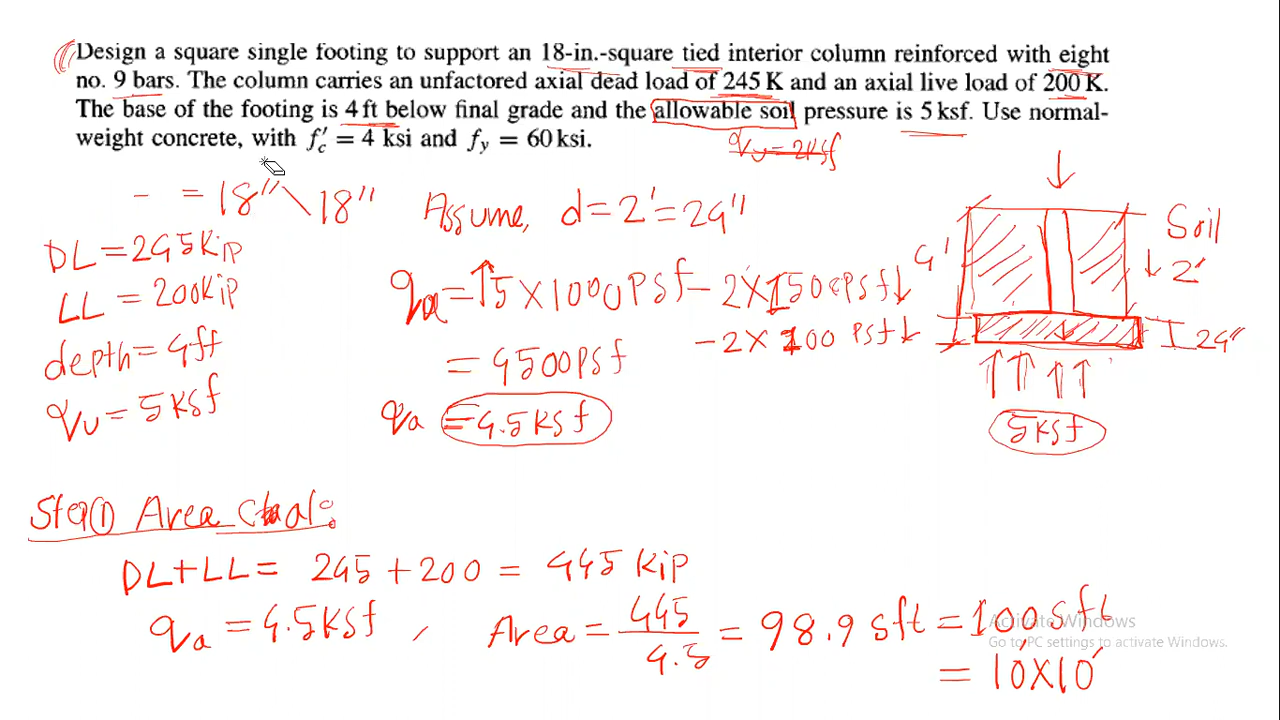 Design a square single footing to support an 18-in.-square tied interior column reinforced with eight
no. 9 bars. The column carries an unfactored axial dead load of 245 K and an axial live load of 200 K.
The base of the footing is 4 ft below final grade and the allowable soil pressure is 5 ksf. Use normal-
weight concrete, with f′c = 4 ksi and fy = 60 ksi.
qu = 2ksf
= 18" \ 18"
Assume, d = 2' = 24"
DL = 245 Kip
LL = 200 Kip
depth = 4ft
qu = 5 ksf
qa = ↑5 × 1000 Psf - 2 × 150 Psf ↓
- 2 × 100 Psf ↓
= 4500 Psf
qa = 4.5 ksf
Soil
4'
2'
24"
5 ksf
Area
DL + LL = 245 + 200 = 445 Kip
qa = 4.5 ksf , Area = 445 / 4.5 = 98.9 sft = 100 sft
= 10' × 10'
Activate Windows
Go to PC settings to activate Windows.